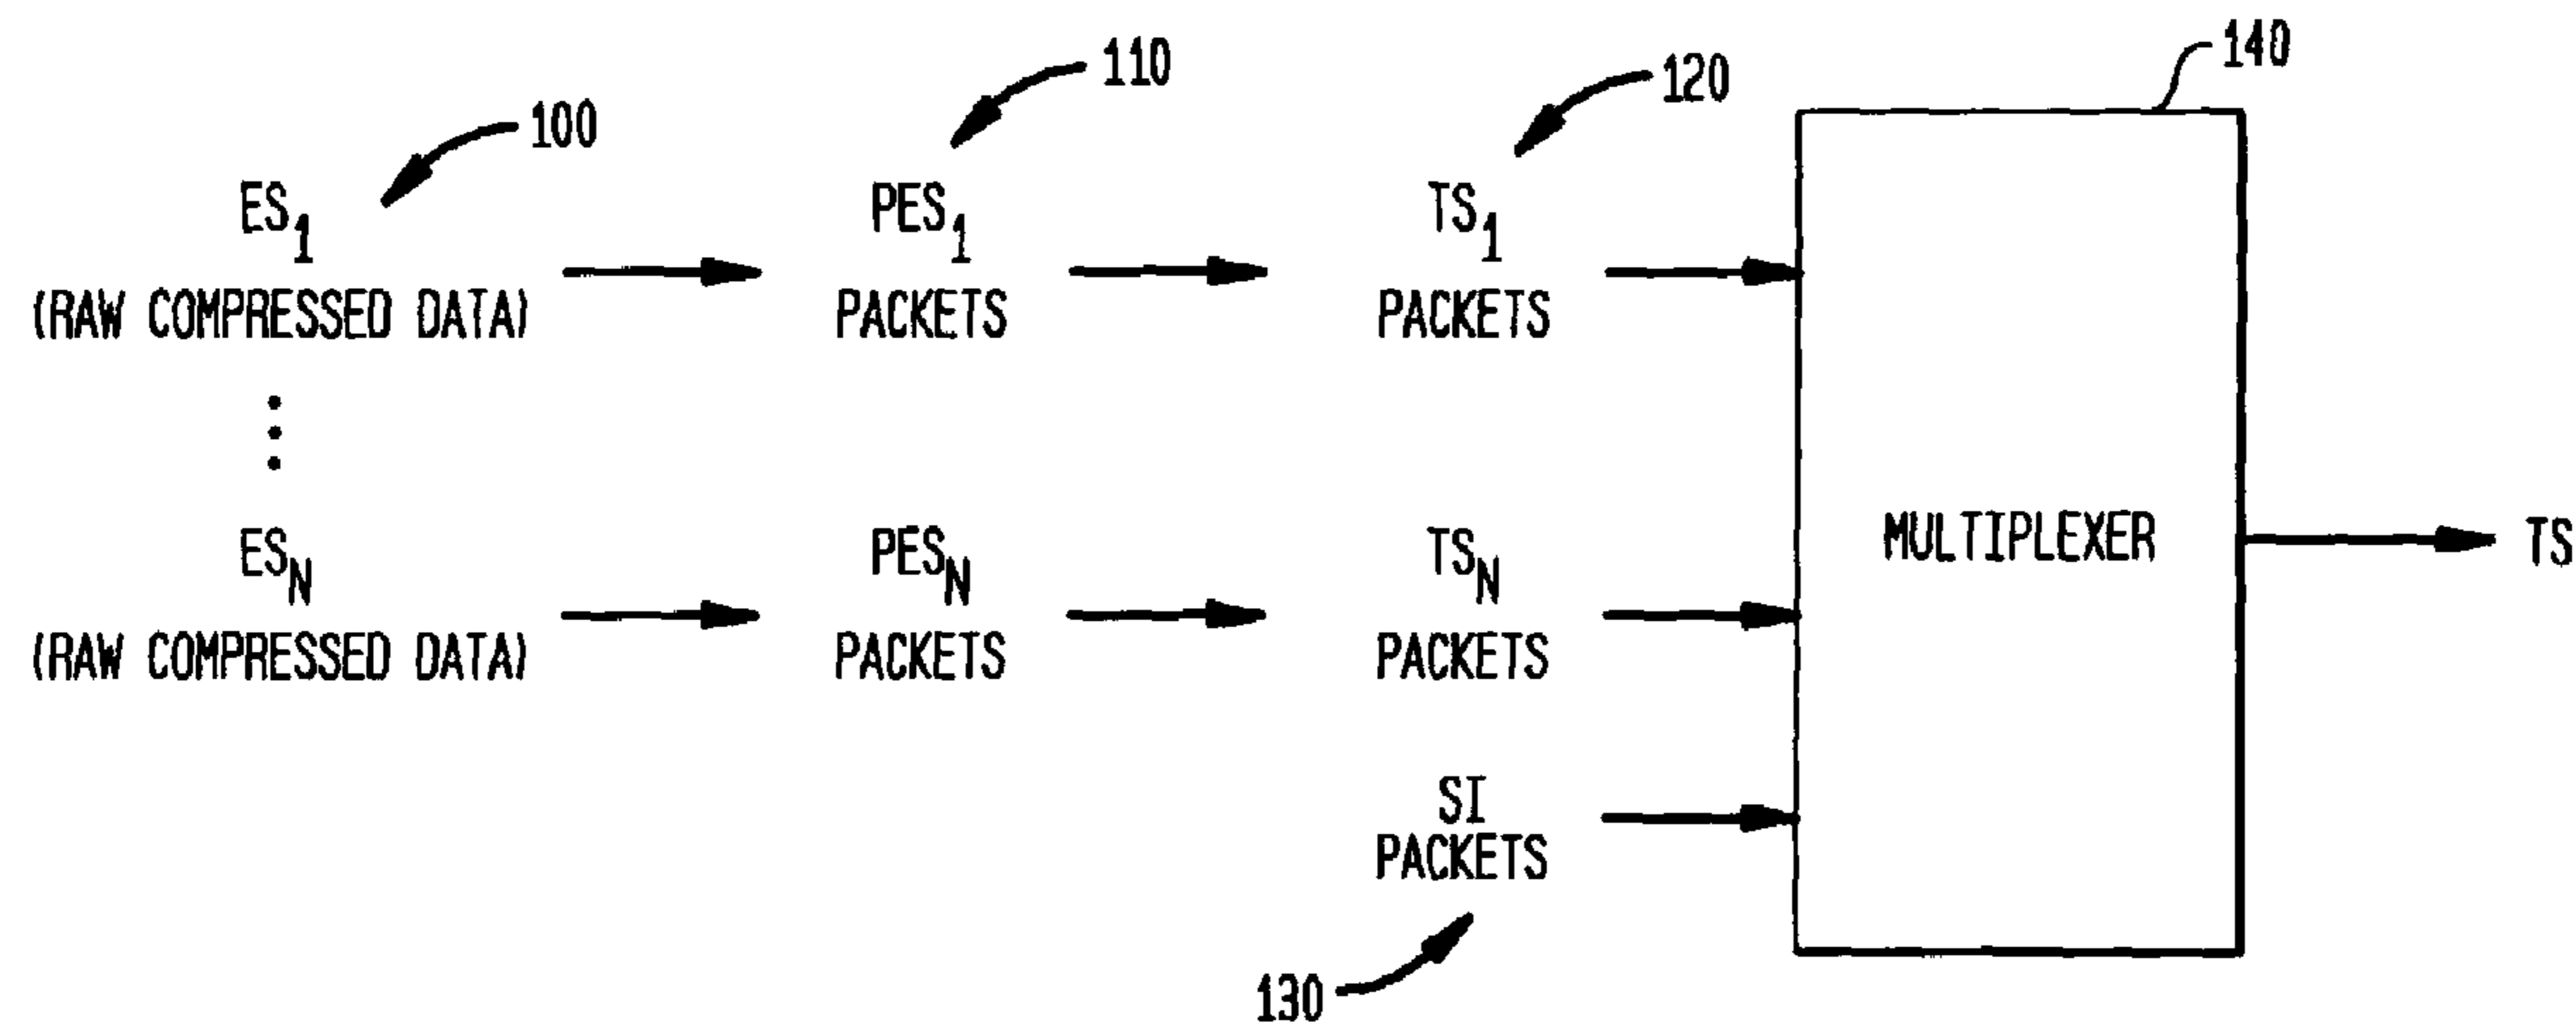 100
110
120
140
ES1
(RAW COMPRESSED DATA)
PES1
PACKETS
TS1
PACKETS
ESN
(RAW COMPRESSED DATA)
PESN
PACKETS
TSN
PACKETS
SI
PACKETS
130
MULTIPLEXER
TS